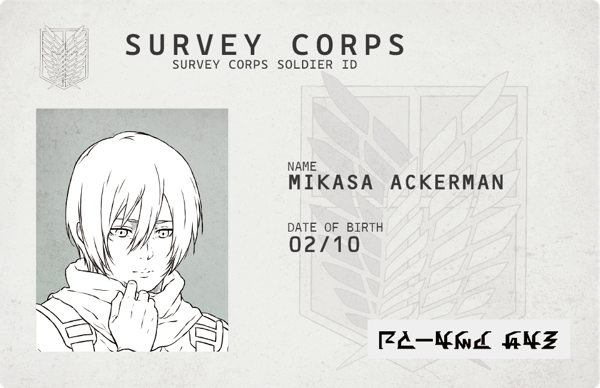 SURVEY CORPS
SURVEY CORPS SOLDIER ID
NAME
MIKASA ACKERMAN
DATE OF BIRTH
02/10